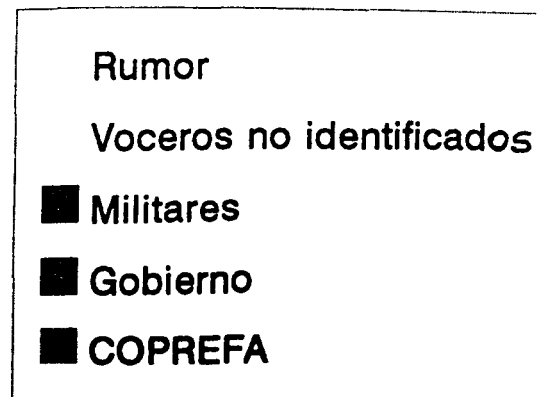 Rumor
Voceros no identificados
Militares
Gobierno
COPREFA